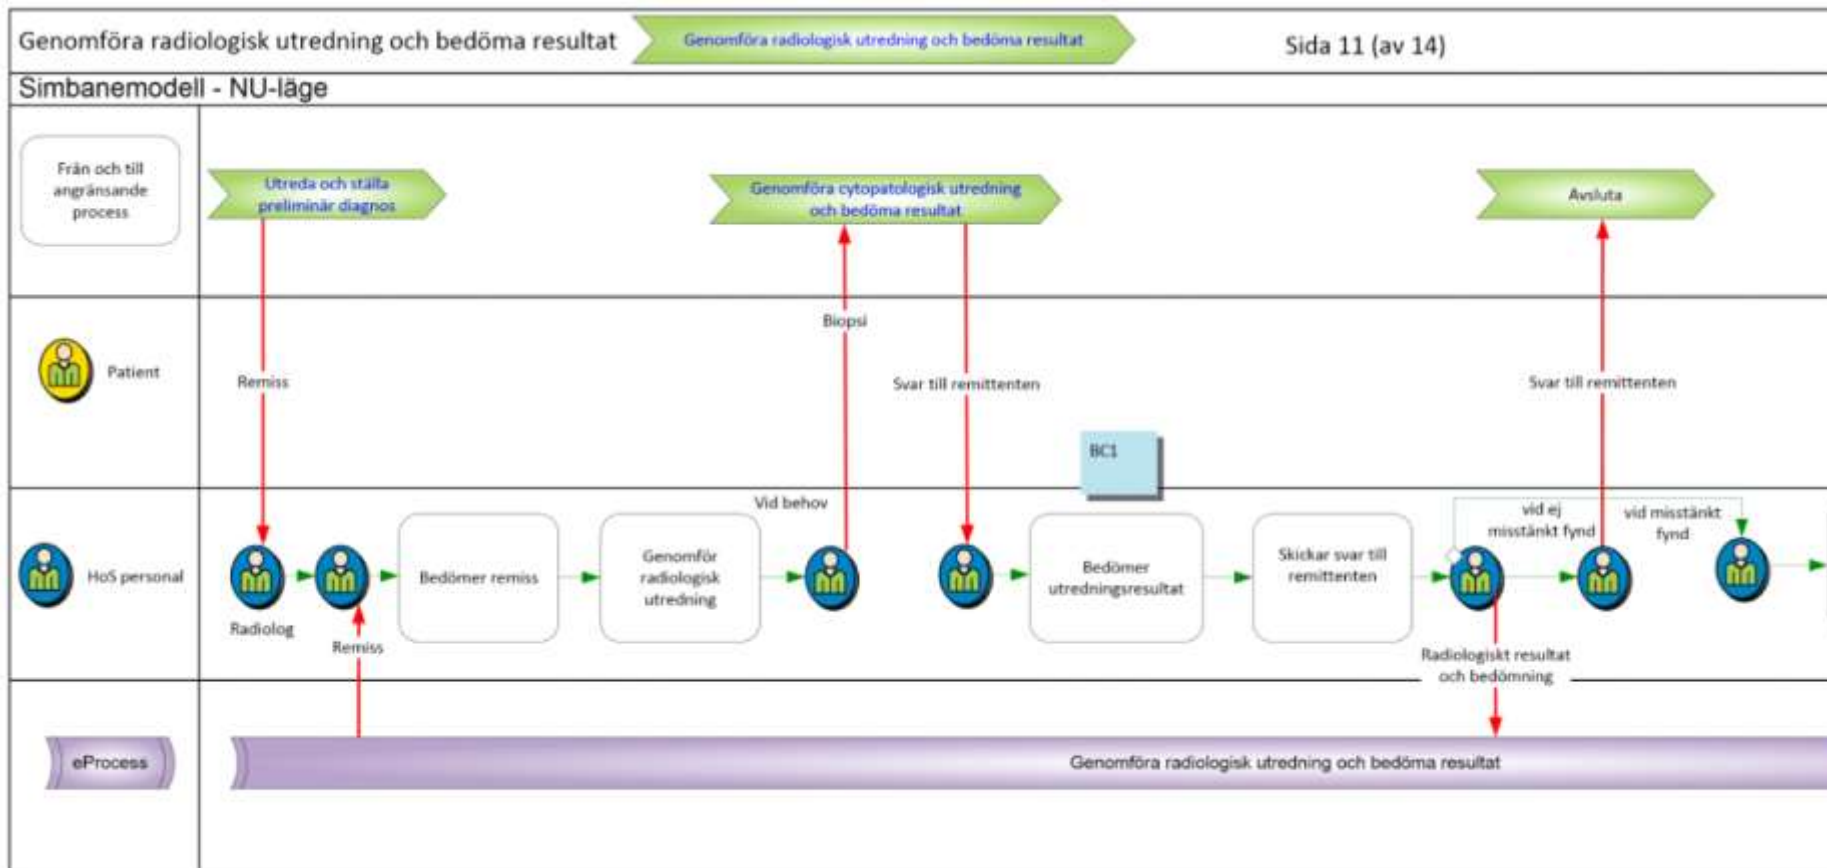 Genomföra radiologisk utredning och bedöma resultat
Genomföra radiologisk utredning och bedöma resultat
Sida 11 (av 14)
Simbanemodell - NU-läge
Från och till
angränsande
process
Utreda och ställa
preliminär diagnos
Genomföra cytopatologisk utredning
och bedöma resultat
Avsluta
Biopsi
Patient
Remiss
Svar till remittenten
Svar till remittenten
BC1
Vid behov
vid ej
misstänkt fynd
vid misstänkt
fynd
HoS personal
Radiolog
Bedömer remiss
Genomför
radiologisk
utredning
Bedömer
utredningsresultat
Skickar svar till
remittenten
Remiss
Radiologiskt resultat
och bedömning
eProcess
Genomföra radiologisk utredning och bedöma resultat